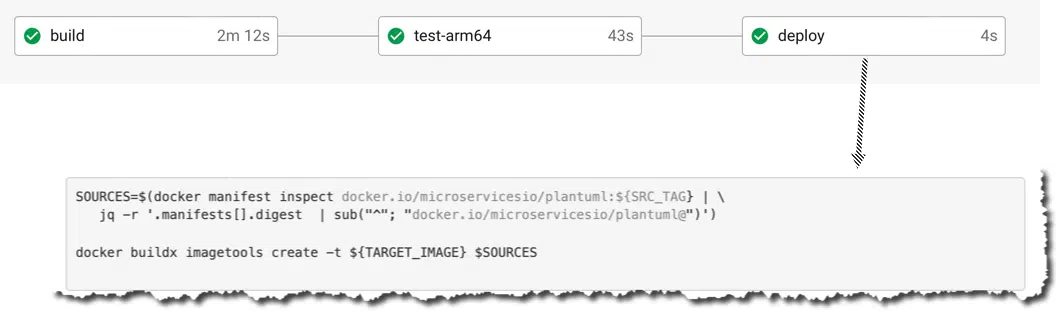 build 2m 12s test-arm64 43s deploy 4s
SOURCES=$(docker manifest inspect docker.io/microservicesio/plantuml:${SRC_TAG} | \
jq -r '.manifests[].digest | sub("^"; "docker.io/microservicesio/plantuml@")')
docker buildx imagetools create -t ${TARGET_IMAGE} $SOURCES